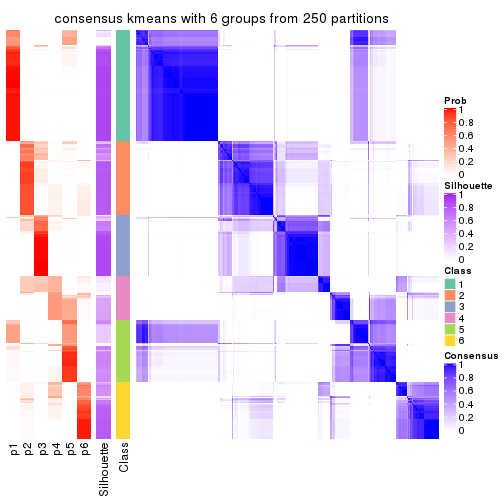 consensus kmeans with 6 groups from 250 partitions
Prob
1
0.8
0.6
0.4
0.2
0
Silhouette
1
0.8
0.6
0.4
0.2
0
Class
1
2
3
4
5
6
Consensus
1
0.8
0.6
0.4
0.2
0
p1
p2
p3
p4
p5
p6
Silhouette
Class